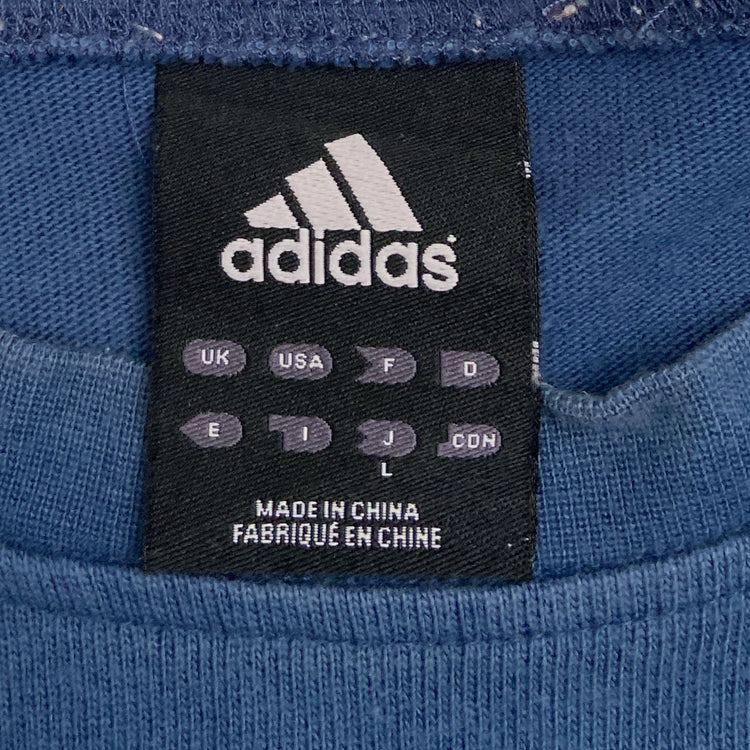 adidas
UK USA F D
E I J CDN
L
MADE IN CHINA
FABRIQUÉ EN CHINE